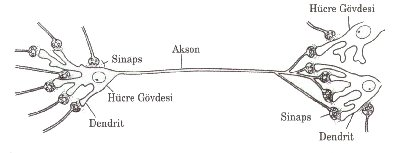 Hücre Gövdesi
Akson
Sinaps
Hücre Gövdesi
Dendrit
Sinaps
Dendrit